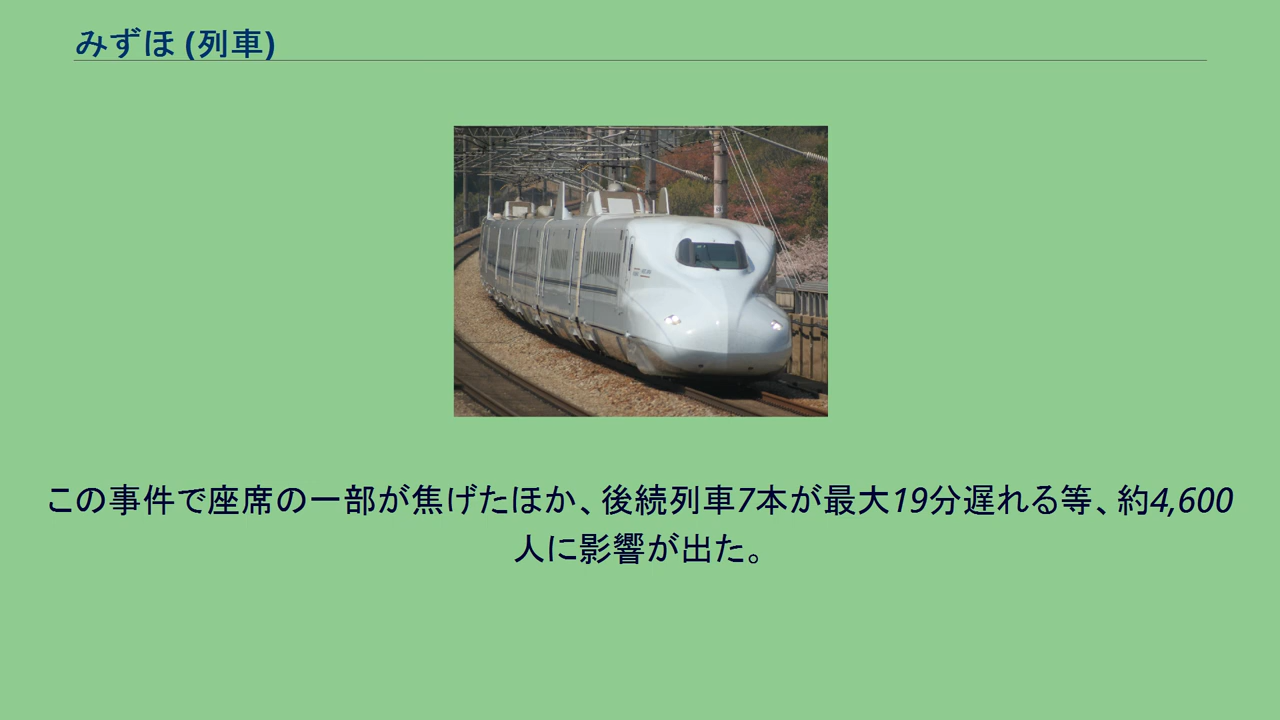 みずほ (列車)
この事件で座席の一部が焦げたほか、後続列車7本が最大19分遅れる等、約4,600
人に影響が出た。